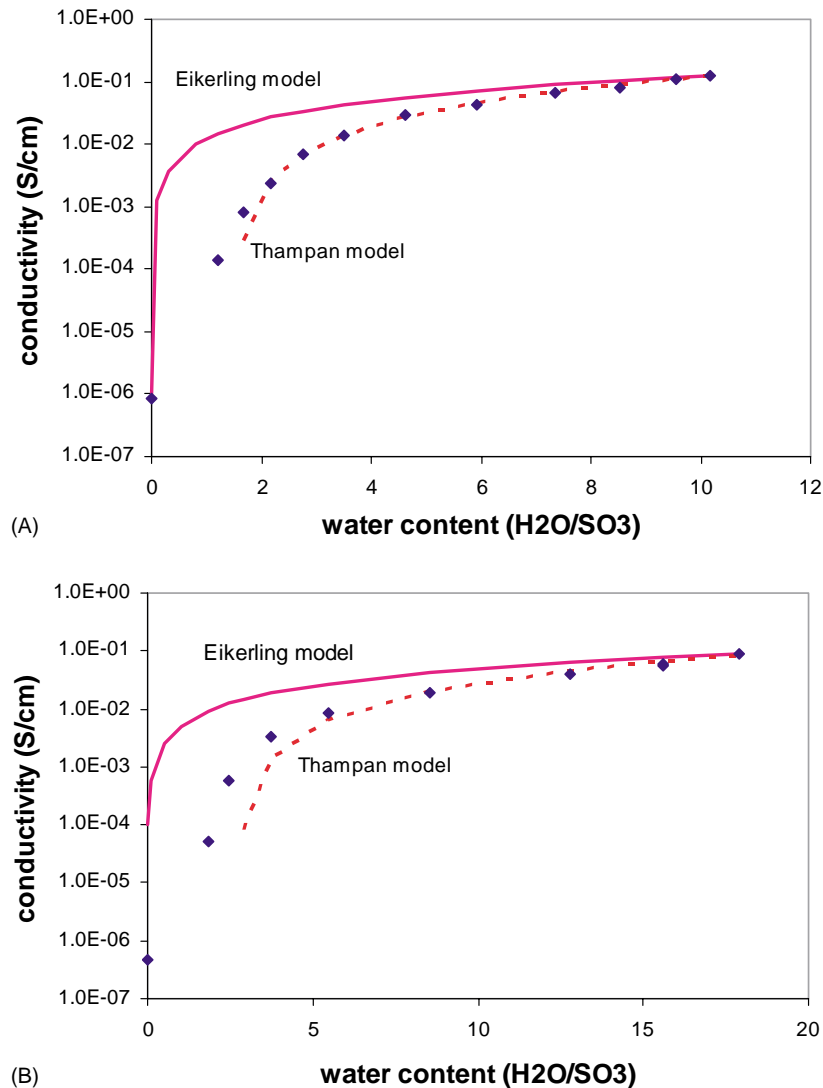 1.0E+00
1.0E-01
Eikerling model
1.0E-02
1.0E-03
Thampan model
1.0E-04
1.0E-05
1.0E-06
1.0E-07
conductivity (S/cm)
0 2 4 6 8 10 12
(A) water content (H2O/SO3)
1.0E+00
1.0E-01
Eikerling model
1.0E-02
1.0E-03
Thampan model
1.0E-04
1.0E-05
1.0E-06
1.0E-07
conductivity (S/cm)
0 5 10 15 20
(B) water content (H2O/SO3)